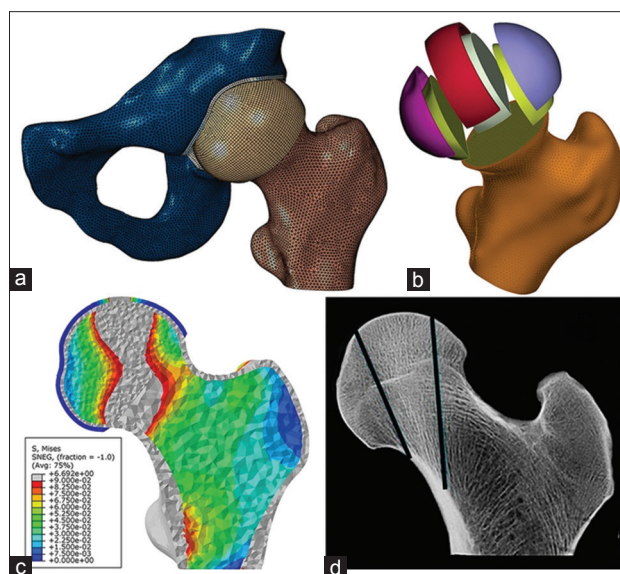 a
b
S, Mises
SNEG, (fraction = -1.0)
(Avg: 75%)
+6.692e+00
+9.000e-02
+8.250e-02
+7.500e-02
+6.750e-02
+6.000e-02
+5.250e-02
+4.500e-02
+3.750e-02
+3.000e-02
+2.250e-02
+1.500e-02
+7.500e-03
+0.000e+00
c
d